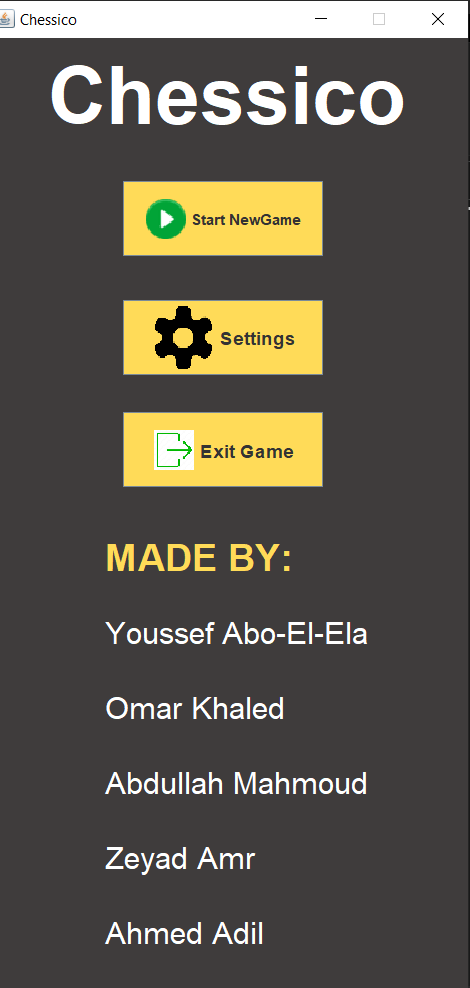 Chessico
Chessico
Start NewGame
Settings
Exit Game
MADE BY:
Youssef Abo-El-Ela
Omar Khaled
Abdullah Mahmoud
Zeyad Amr
Ahmed Adil